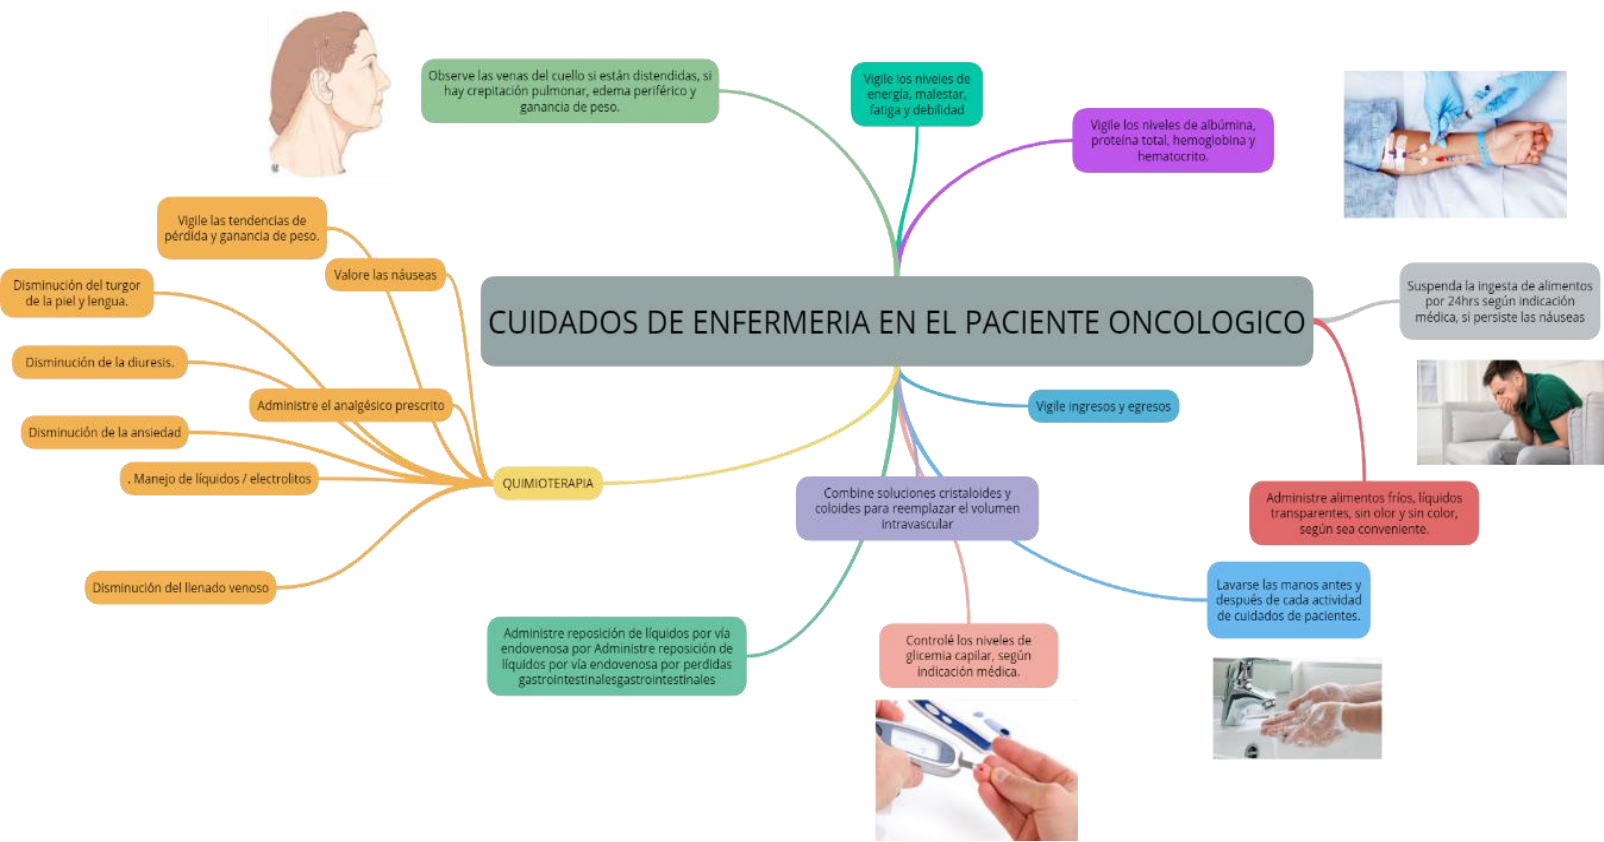 Observe las venas del cuello si están distendidas, si
hay crepitación pulmonar, edema periférico y
ganancia de peso.
Vigile los niveles de
energía, malestar,
fatiga y debilidad
Vigile los niveles de albúmina,
proteína total, hemoglobina y
hematocrito.
Vigile las tendencias de
pérdida y ganancia de peso.
Valore las náuseas
Disminución del turgor
de la piel y lengua.
CUIDADOS DE ENFERMERIA EN EL PACIENTE ONCOLOGICO
Suspenda la ingesta de alimentos
por 24hrs según indicación
médica, si persiste las náuseas
Disminución de la diuresis.
Administre el analgésico prescrito
Vigile ingresos y egresos
Disminución de la ansiedad
. Manejo de líquidos / electrolitos
QUIMIOTERAPIA
Combine soluciones cristaloides y
coloides para reemplazar el volumen
intravascular
Administre alimentos fríos, líquidos
transparentes, sin olor y sin color,
según sea conveniente.
Disminución del llenado venoso
Lavarse las manos antes y
después de cada actividad
de cuidados de pacientes.
Administre reposición de líquidos por vía
endovenosa por Administre reposición de
líquidos por vía endovenosa por perdidas
gastrointestinalesgastrointestinales
Controlé los niveles de
glicemia capilar, según
indicación médica.